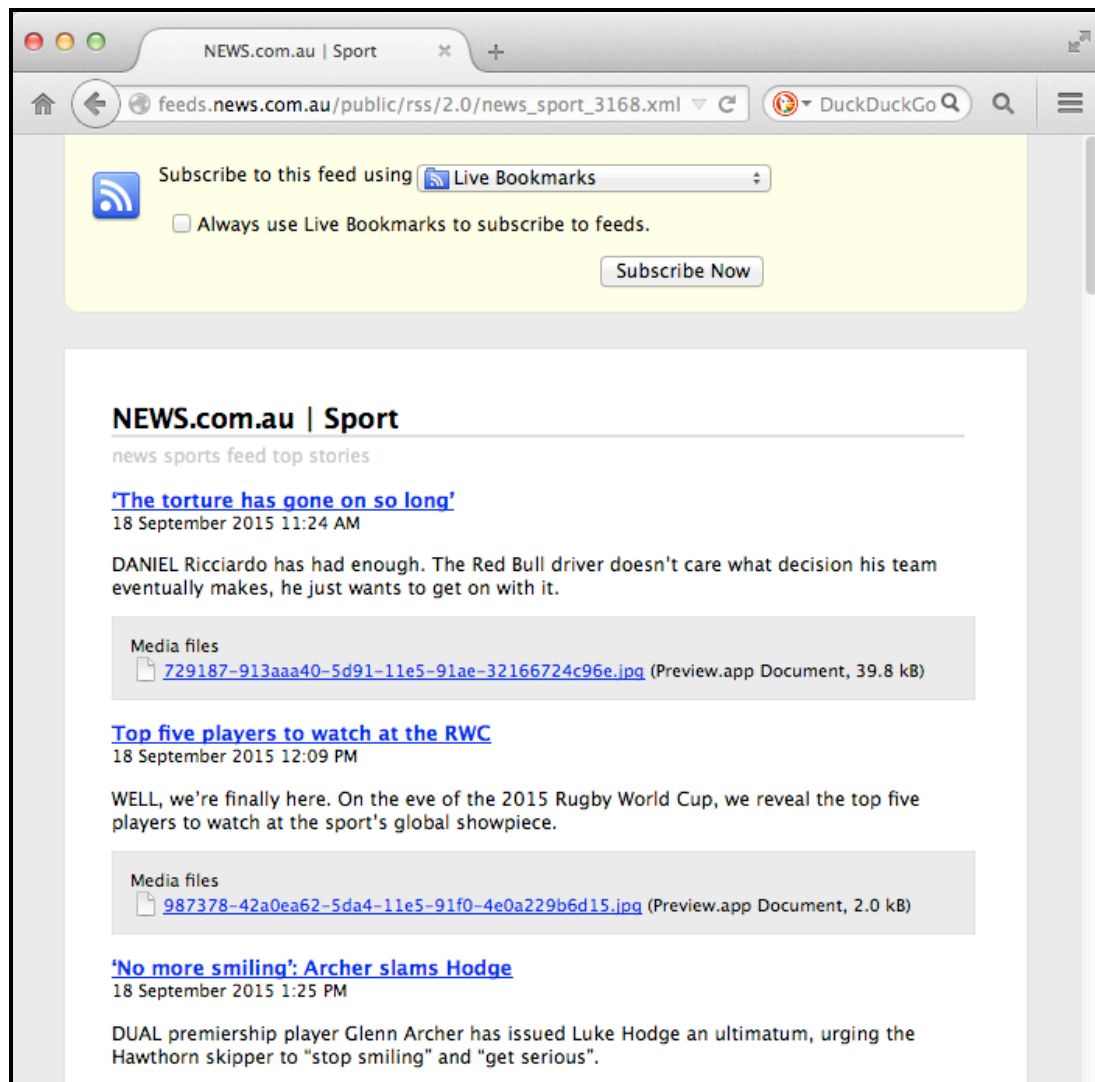 NEWS.com.au | Sport
feeds.news.com.au/public/rss/2.0/news_sport_3168.xml
DuckDuckGo
Subscribe to this feed using Live Bookmarks
Always use Live Bookmarks to subscribe to feeds.
Subscribe Now
NEWS.com.au | Sport
news sports feed top stories
‘The torture has gone on so long’
18 September 2015 11:24 AM
DANIEL Ricciardo has had enough. The Red Bull driver doesn’t care what decision his team
eventually makes, he just wants to get on with it.
Media files
729187-913aaa40-5d91-11e5-91ae-32166724c96e.jpg (Preview.app Document, 39.8 kB)
Top five players to watch at the RWC
18 September 2015 12:09 PM
WELL, we’re finally here. On the eve of the 2015 Rugby World Cup, we reveal the top five
players to watch at the sport’s global showpiece.
Media files
987378-42a0ea62-5da4-11e5-91f0-4e0a229b6d15.jpg (Preview.app Document, 2.0 kB)
‘No more smiling’: Archer slams Hodge
18 September 2015 1:25 PM
DUAL premiership player Glenn Archer has issued Luke Hodge an ultimatum, urging the
Hawthorn skipper to “stop smiling” and “get serious”.